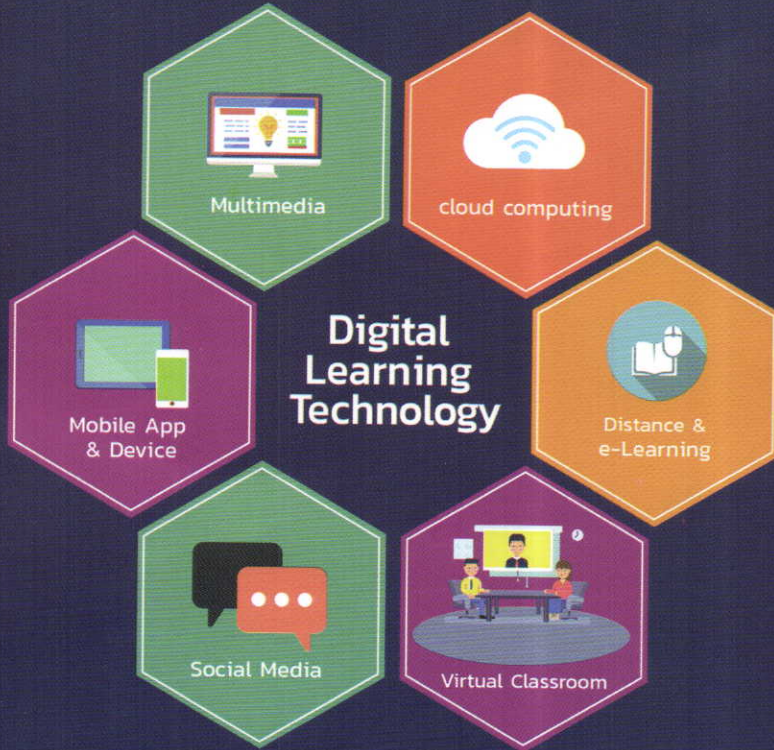 Multimedia
cloud computing
Digital
Learning
Technology
Mobile App
& Device
Distance &
e-Learning
Social Media
Virtual Classroom